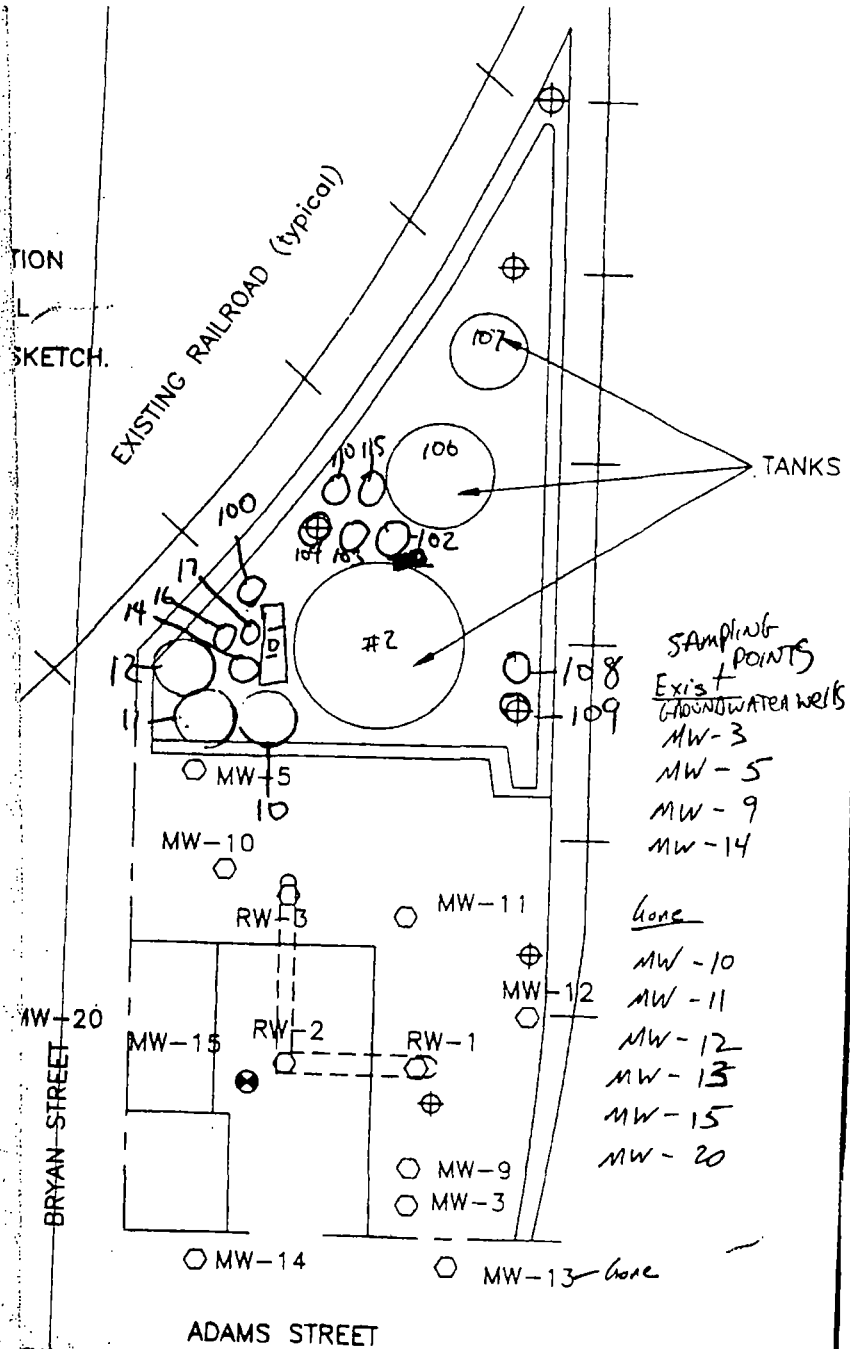 TION
L
SKETCH.
EXISTING RAILROAD (typical)
107
TANKS
106
110 115
100
104 103 102
17
16
14
D
#2
12
108
109
11
10
SAMPLING
POINTS
Exist
GROUNDWATER wells
MW-3
MW-5
MW-9
MW-14
Gone
MW-10
MW-11
MW-12
MW-13
MW-15
MW-20
MW-5
MW-10
RW-3
MW-11
MW-12
MW-20
MW-15
RW-2
RW-1
BRYAN STREET
MW-9
MW-3
MW-14
MW-13 Gone
ADAMS STREET